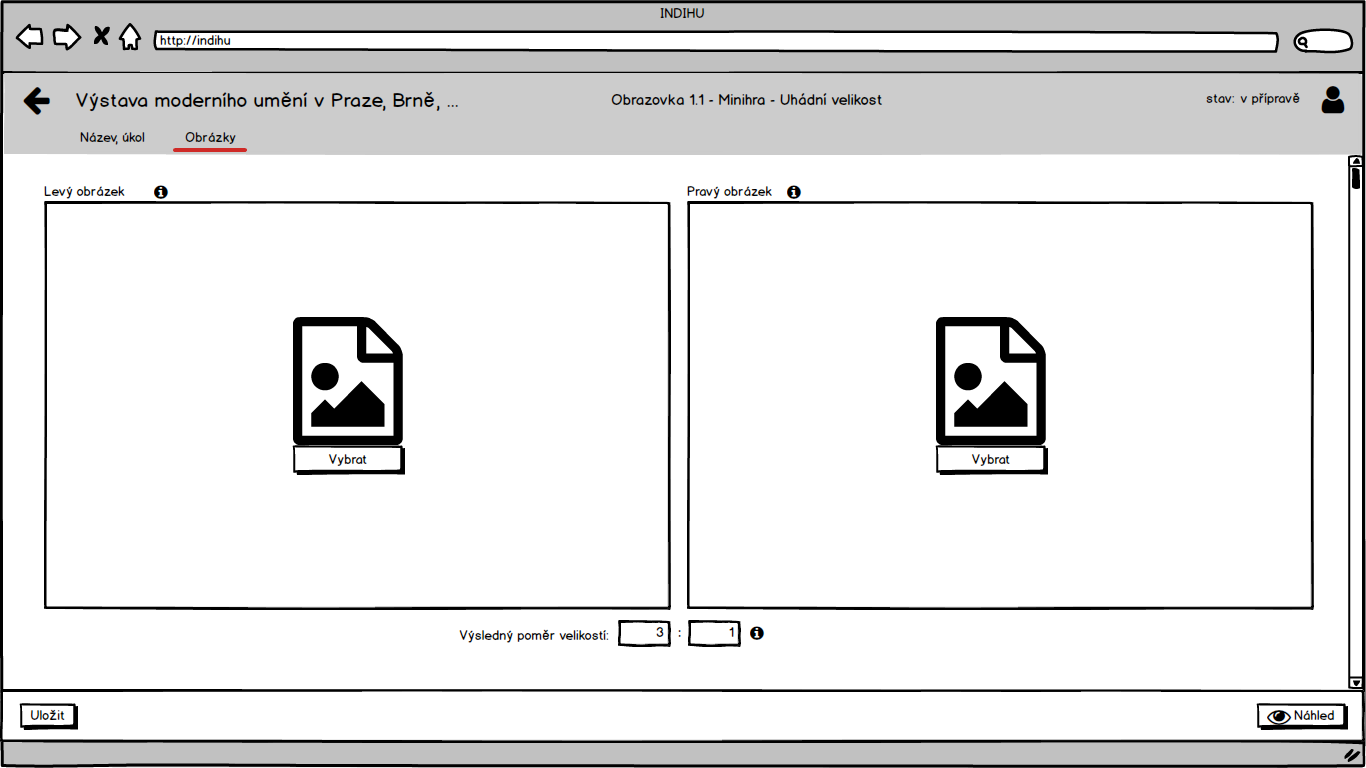 INDIHU
http://indihu
Výstava moderního umění v Praze, Brně, ...
Obrazovka 1.1 - Minihra - Uhádní velikost
stav: v přípravě
Název, úkol
Obrázky
Levý obrázek
Pravý obrázek
Vybrat
Vybrat
Výsledný poměr velikostí: 3 : 1
Uložit
Náhled